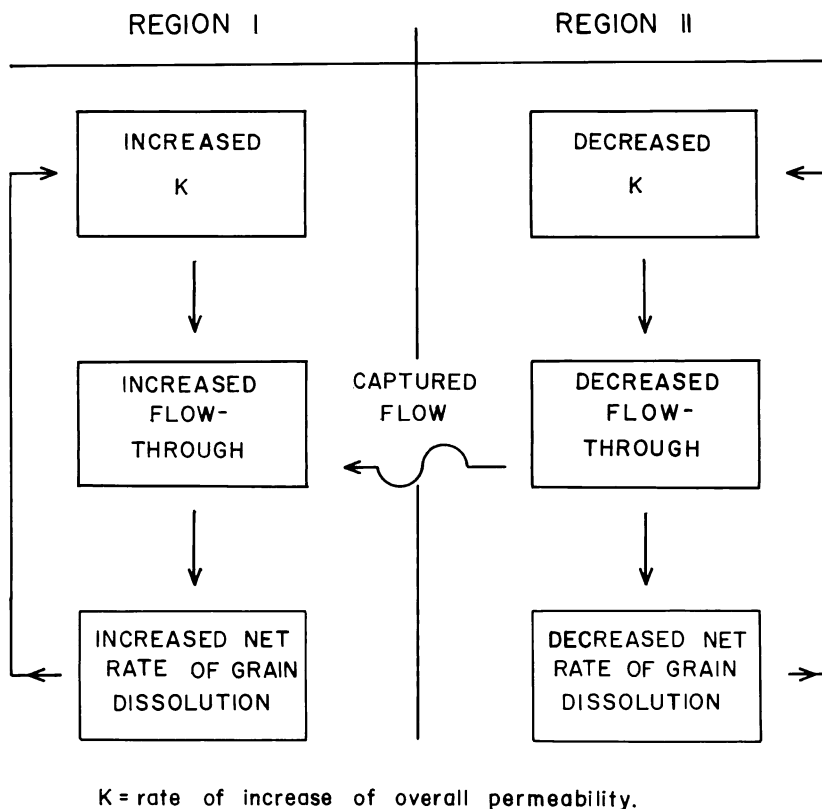 REGION I
REGION II
INCREASED
K
DECREASED
K
INCREASED
FLOW-
THROUGH
CAPTURED
FLOW
DECREASED
FLOW-
THROUGH
INCREASED NET
RATE OF GRAIN
DISSOLUTION
DECREASED NET
RATE OF GRAIN
DISSOLUTION
K = rate of increase of overall permeability.